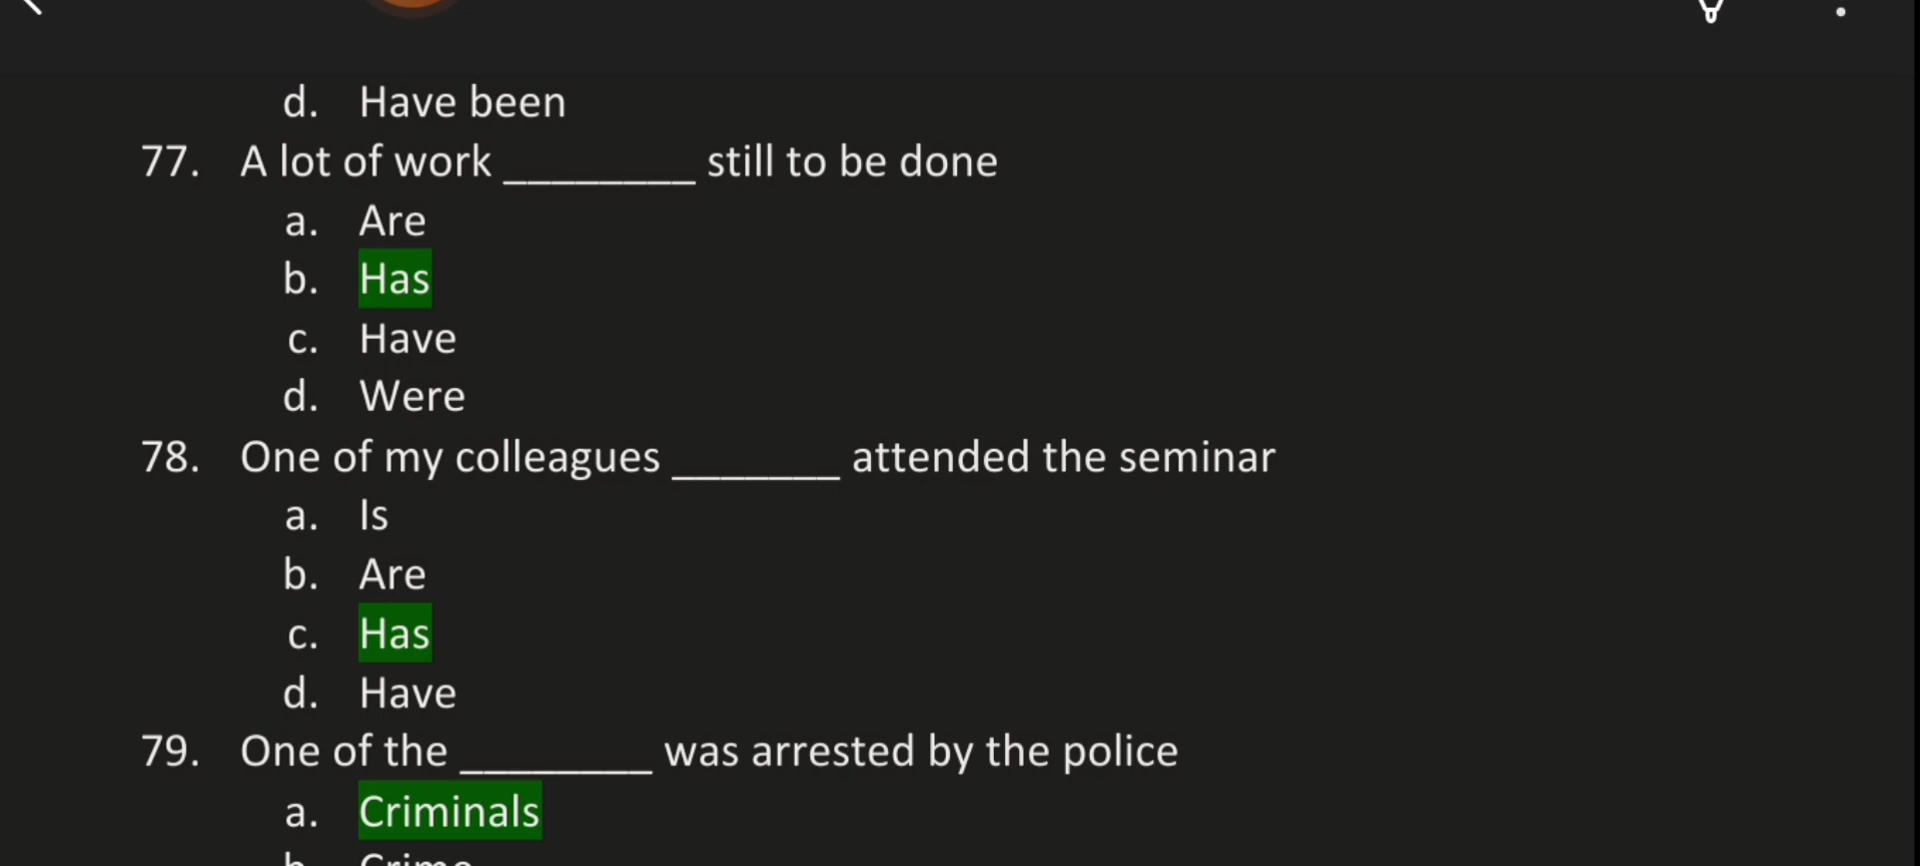 d. Have been
77. A lot of work ________ still to be done
a. Are
b. Has
c. Have
d. Were
78. One of my colleagues _______ attended the seminar
a. Is
b. Are
c. Has
d. Have
79. One of the ________ was arrested by the police
a. Criminals
b. Crime